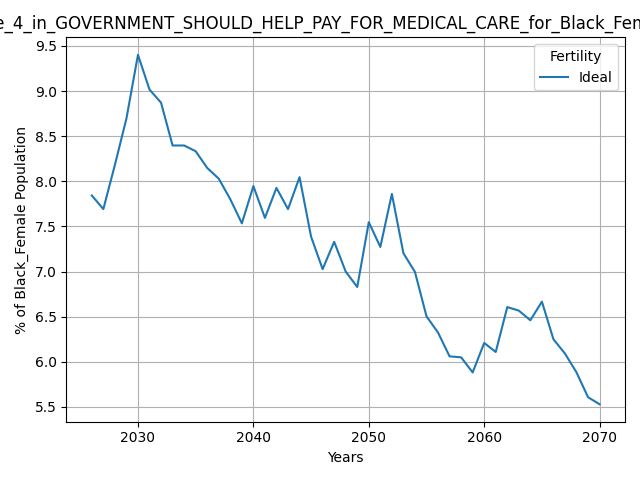 e_4_in_GOVERNMENT_SHOULD_HELP_PAY_FOR_MEDICAL_CARE_for_Black_Fem
Fertility
Ideal
% of Black_Female Population
9.5
9.0
8.5
8.0
7.5
7.0
6.5
6.0
5.5
2030 2040 2050 2060 2070
Years